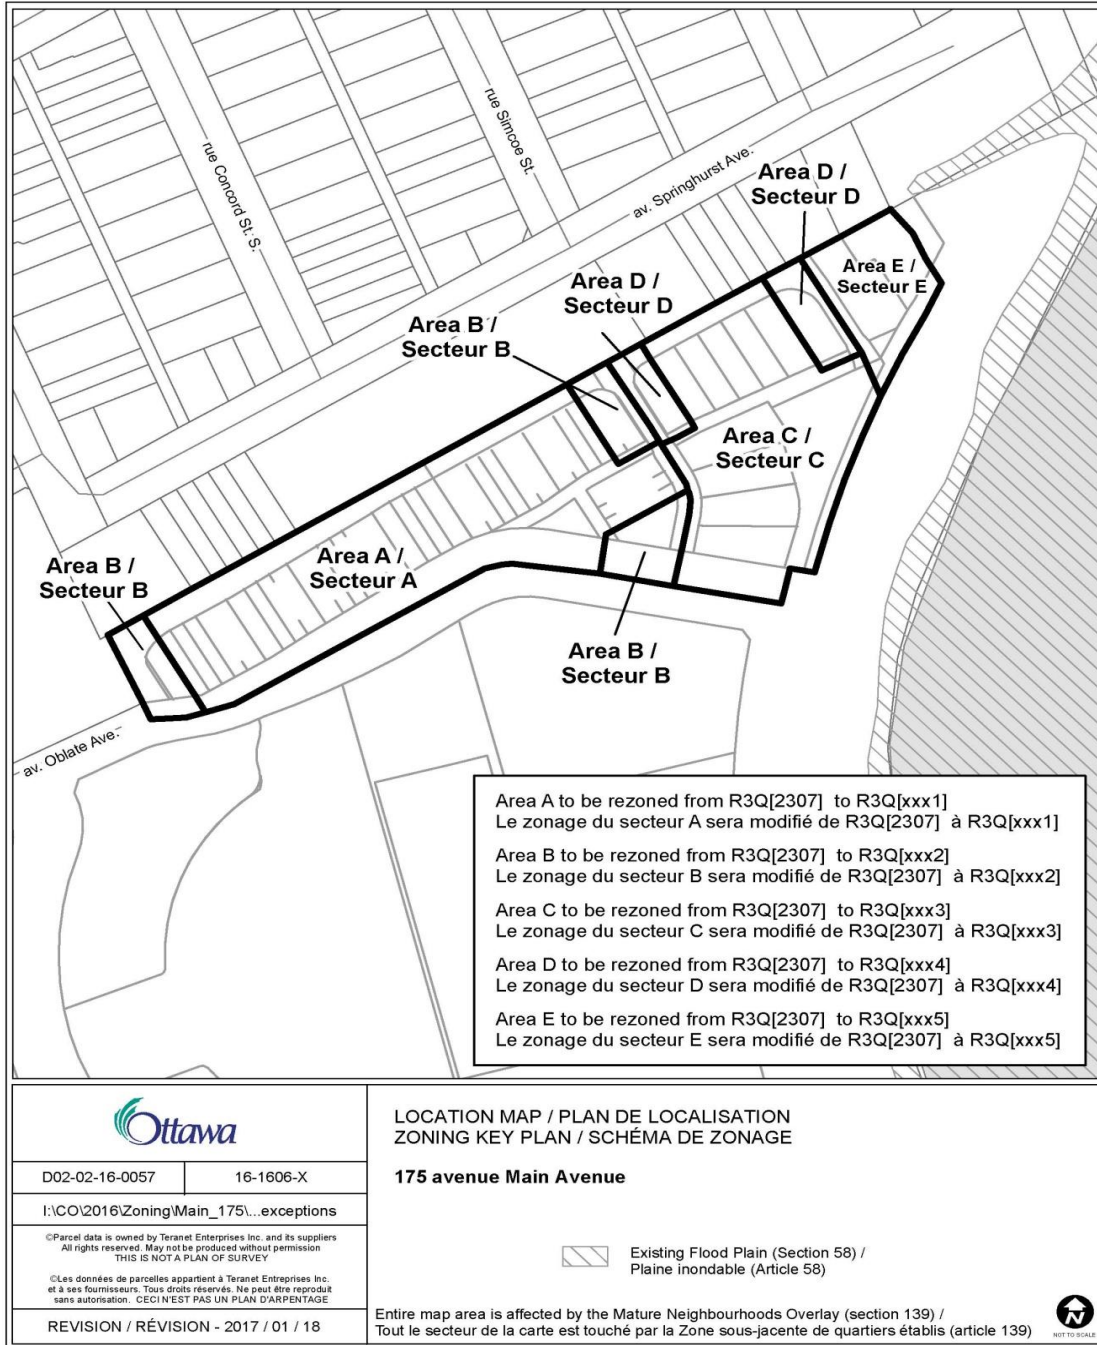 rue Concord St. S.
rue Simcoe St.
av. Springhurst Ave.
Area D /
Secteur D
Area E /
Secteur E
Area D /
Secteur D
Area B /
Secteur B
Area C /
Secteur C
Area A /
Secteur A
Area B /
Secteur B
Area B /
Secteur B
av. Oblate Ave.
Area A to be rezoned from R3Q[2307] to R3Q[xxx1]
Le zonage du secteur A sera modifié de R3Q[2307] à R3Q[xxx1]
Area B to be rezoned from R3Q[2307] to R3Q[xxx2]
Le zonage du secteur B sera modifié de R3Q[2307] à R3Q[xxx2]
Area C to be rezoned from R3Q[2307] to R3Q[xxx3]
Le zonage du secteur C sera modifié de R3Q[2307] à R3Q[xxx3]
Area D to be rezoned from R3Q[2307] to R3Q[xxx4]
Le zonage du secteur D sera modifié de R3Q[2307] à R3Q[xxx4]
Area E to be rezoned from R3Q[2307] to R3Q[xxx5]
Le zonage du secteur E sera modifié de R3Q[2307] à R3Q[xxx5]
Ottawa
D02-02-16-0057
16-1606-X
I:\CO\2016\Zoning\Main_175\...exceptions
©Parcel data is owned by Teranet Enterprises Inc. and its suppliers
All rights reserved. May not be produced without permission
THIS IS NOT A PLAN OF SURVEY
©Les données de parcelles appartient à Teranet Entreprises Inc.
et à ses fournisseurs. Tous droits réservés. Ne peut être reproduit
sans autorisation. CECI N'EST PAS UN PLAN D'ARPENTAGE
REVISION / RÉVISION - 2017 / 01 / 18
LOCATION MAP / PLAN DE LOCALISATION
ZONING KEY PLAN / SCHÉMA DE ZONAGE
175 avenue Main Avenue
Existing Flood Plain (Section 58) /
Plaine inondable (Article 58)
Entire map area is affected by the Mature Neighbourhoods Overlay (section 139) /
Tout le secteur de la carte est touché par la Zone sous-jacente de quartiers établis (article 139)
N
NOT TO SCALE